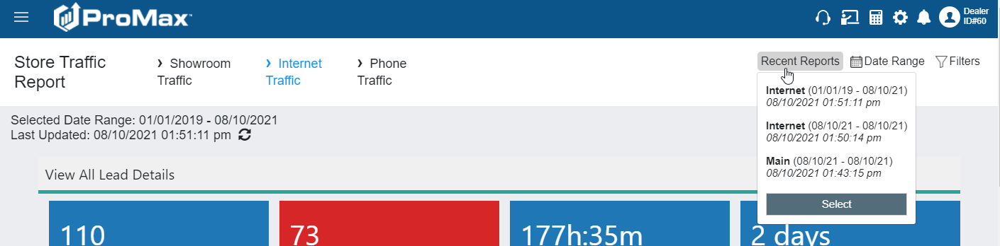 ProMax
Dealer
ID#60
Store Traffic
Report
› Showroom
Traffic
› Internet
Traffic
› Phone
Traffic
Recent Reports
Date Range
Filters
Internet (01/01/19 - 08/10/21)
08/10/2021 01:51:11 pm
Internet (08/10/21 - 08/10/21)
08/10/2021 01:50:14 pm
Main (08/10/21 - 08/10/21)
08/10/2021 01:43:15 pm
Select
Selected Date Range: 01/01/2019 - 08/10/2021
Last Updated: 08/10/2021 01:51:11 pm
View All Lead Details
110
73
177h:35m
2 days